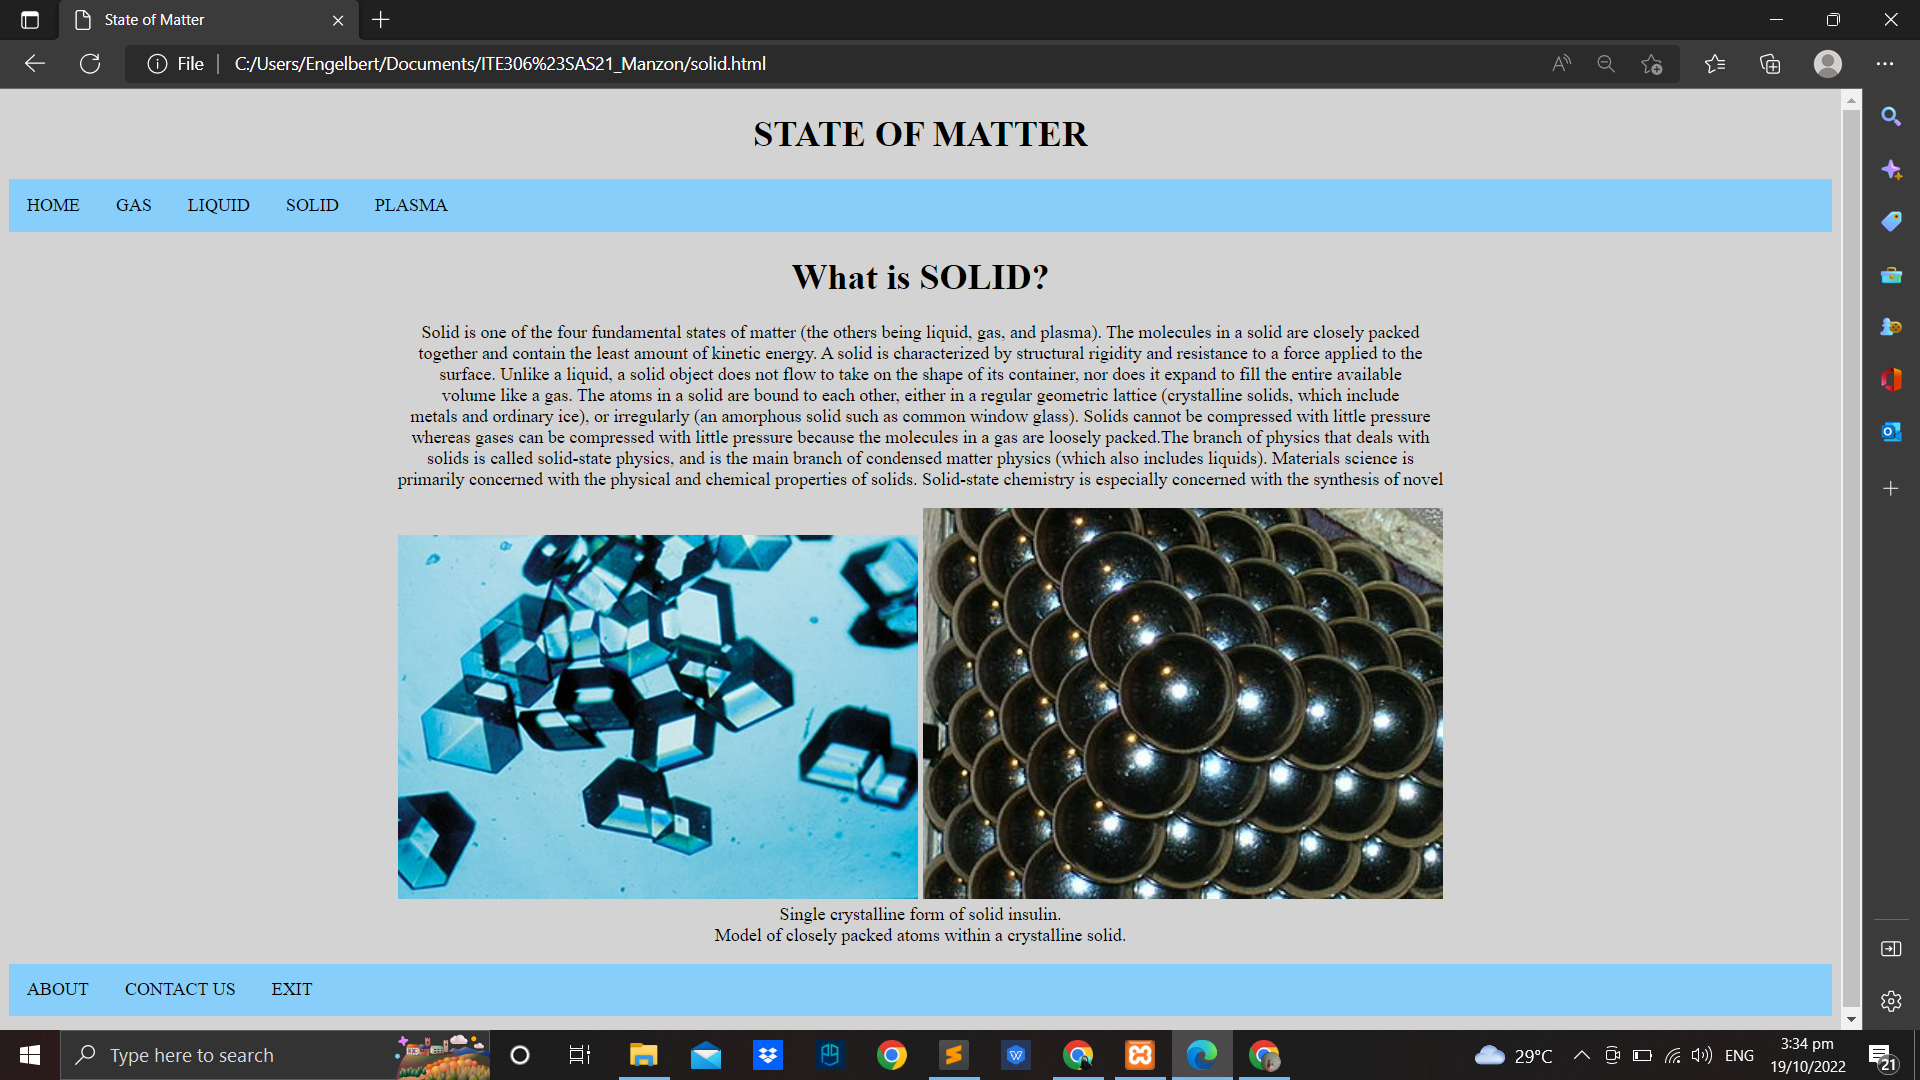 State of Matter
File
C:/Users/Engelbert/Documents/ITE306%23SAS21_Manzon/solid.html
STATE OF MATTER
HOME GAS LIQUID SOLID PLASMA
What is SOLID?
Solid is one of the four fundamental states of matter (the others being liquid, gas, and plasma). The molecules in a solid are closely packed
together and contain the least amount of kinetic energy. A solid is characterized by structural rigidity and resistance to a force applied to the
surface. Unlike a liquid, a solid object does not flow to take on the shape of its container, nor does it expand to fill the entire available
volume like a gas. The atoms in a solid are bound to each other, either in a regular geometric lattice (crystalline solids, which include
metals and ordinary ice), or irregularly (an amorphous solid such as common window glass). Solids cannot be compressed with little pressure
whereas gases can be compressed with little pressure because the molecules in a gas are loosely packed.The branch of physics that deals with
solids is called solid-state physics, and is the main branch of condensed matter physics (which also includes liquids). Materials science is
primarily concerned with the physical and chemical properties of solids. Solid-state chemistry is especially concerned with the synthesis of novel
Single crystalline form of solid insulin.
Model of closely packed atoms within a crystalline solid.
ABOUT CONTACT US EXIT
Type here to search
29°C
ENG
3:34 pm
19/10/2022
21